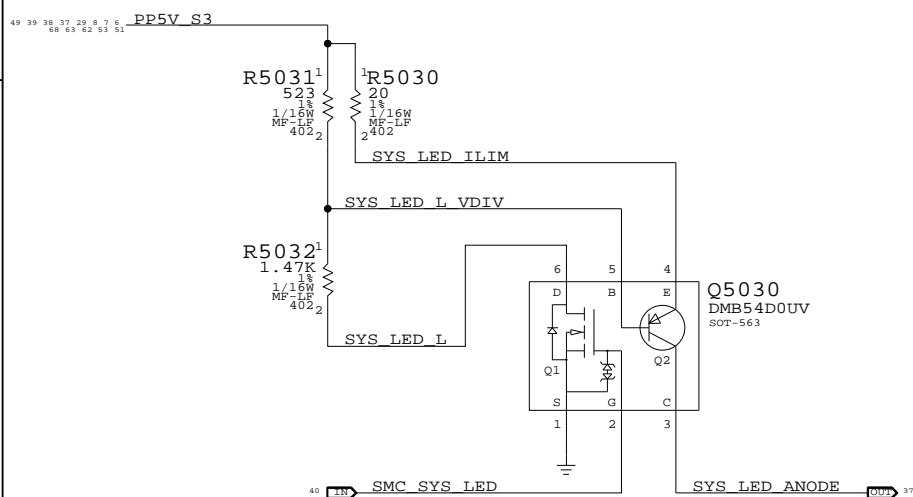 49 39 38 37 29 8 7 6 PP5V_S3
68 63 62 53 51
R5031 1
523
1%
1/16W
MF-LF
402 2
1 R5030
20
1%
1/16W
MF-LF
2 402
SYS_LED_ILIM
SYS_LED_L_VDIV
R5032 1
1.47K
1%
1/16W
MF-LF
402 2
SYS_LED_L
6 5 4
D B E
Q5030
DMB54D0UV
SOT-563
Q1 Q2
S G C
1 2 3
40 IN SMC_SYS_LED
SYS_LED_ANODE OUT 37